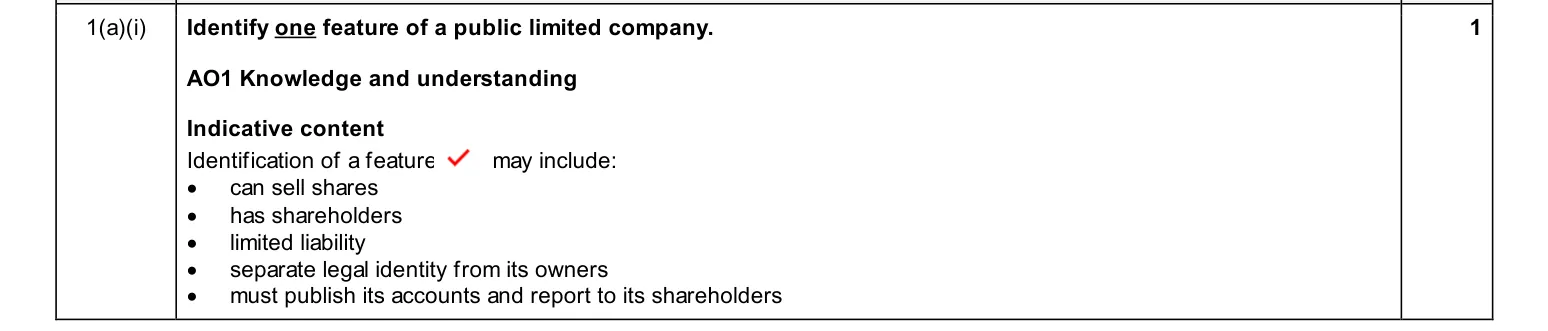 1(a)(i) Identify one feature of a public limited company. 1
AO1 Knowledge and understanding
Indicative content
Identification of a feature ✓ may include:
• can sell shares
• has shareholders
• limited liability
• separate legal identity from its owners
• must publish its accounts and report to its shareholders